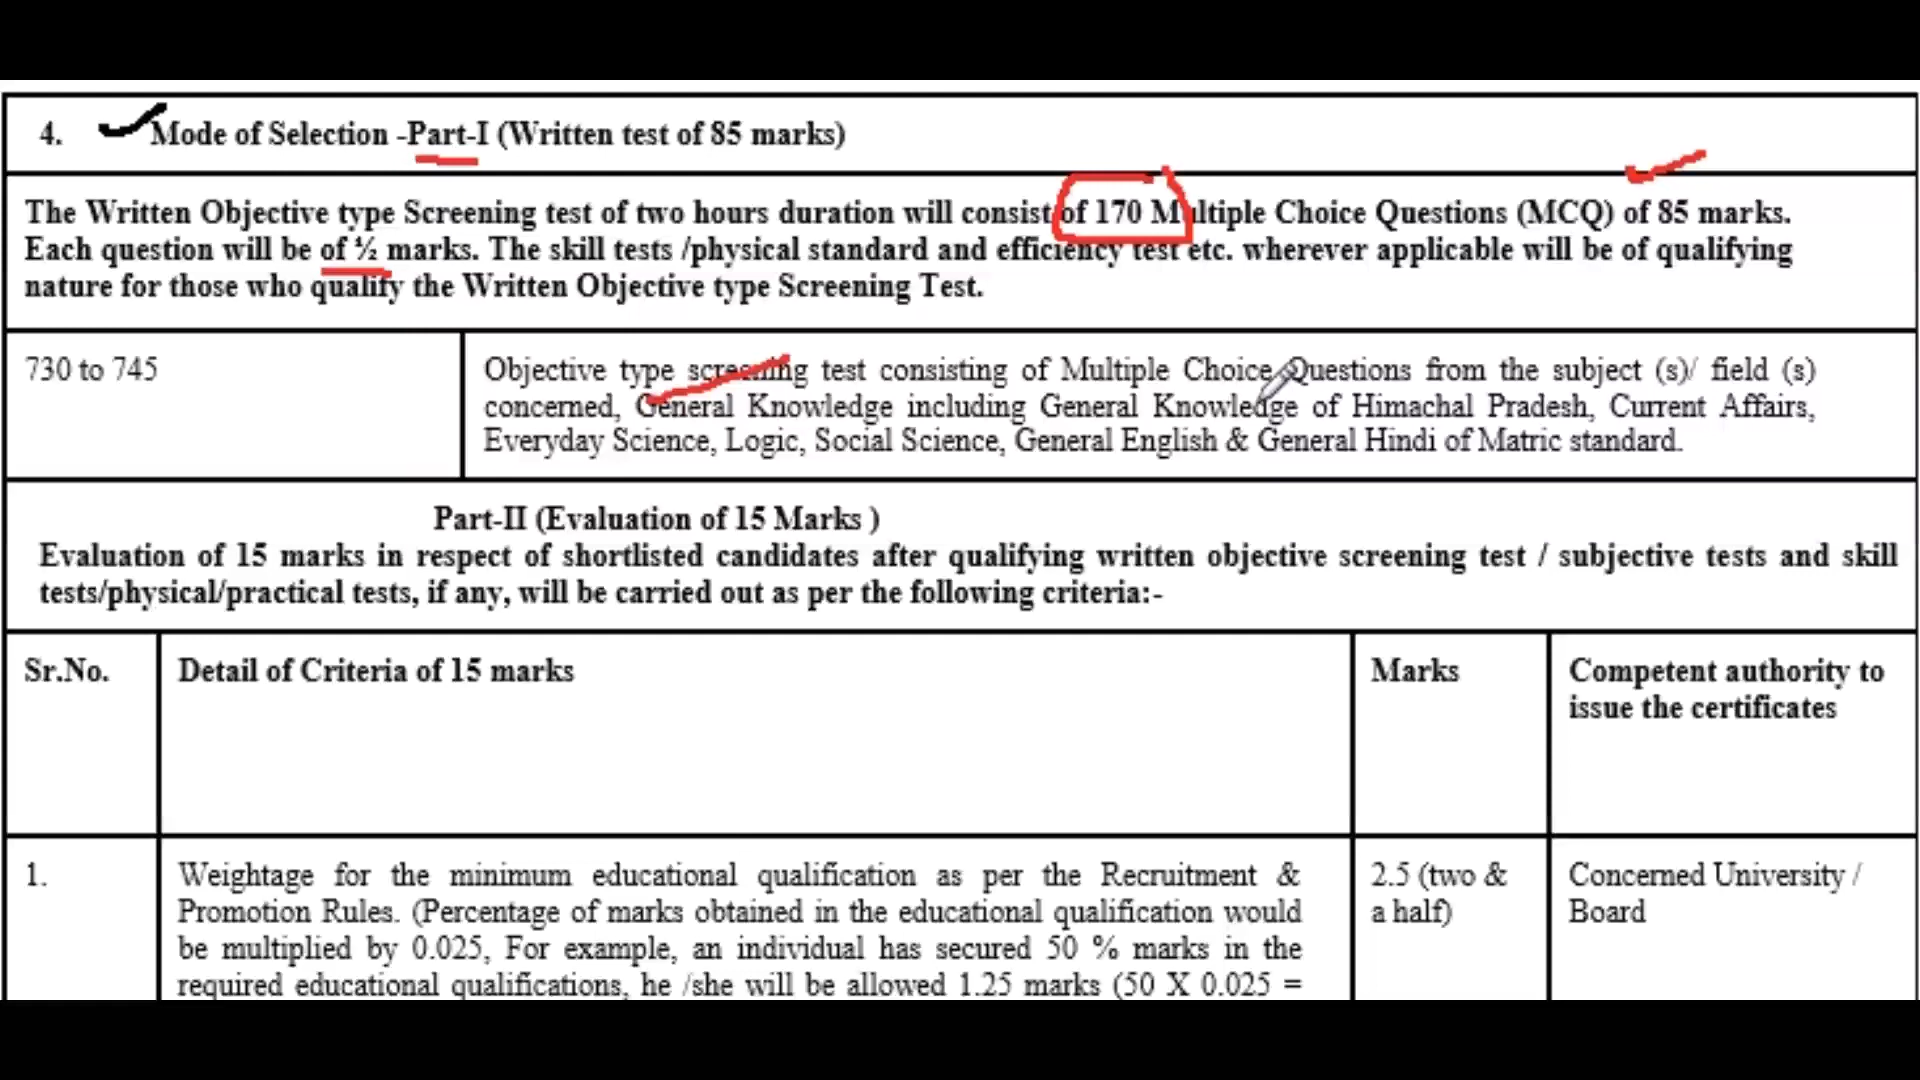 4. Mode of Selection -Part-I (Written test of 85 marks)
The Written Objective type Screening test of two hours duration will consist of 170 Multiple Choice Questions (MCQ) of 85 marks.
Each question will be of ½ marks. The skill tests /physical standard and efficiency test etc. wherever applicable will be of qualifying
nature for those who qualify the Written Objective type Screening Test.
730 to 745
Objective type screening test consisting of Multiple Choice Questions from the subject (s)/ field (s)
concerned, General Knowledge including General Knowledge of Himachal Pradesh, Current Affairs,
Everyday Science, Logic, Social Science, General English & General Hindi of Matric standard.
Part-II (Evaluation of 15 Marks )
Evaluation of 15 marks in respect of shortlisted candidates after qualifying written objective screening test / subjective tests and skill
tests/physical/practical tests, if any, will be carried out as per the following criteria:-
Sr.No.
Detail of Criteria of 15 marks
Marks
Competent authority to
issue the certificates
1.
Weightage for the minimum educational qualification as per the Recruitment &
Promotion Rules. (Percentage of marks obtained in the educational qualification would
be multiplied by 0.025, For example, an individual has secured 50 % marks in the
required educational qualifications, he /she will be allowed 1.25 marks (50 X 0.025 =
2.5 (two &
a half)
Concerned University /
Board